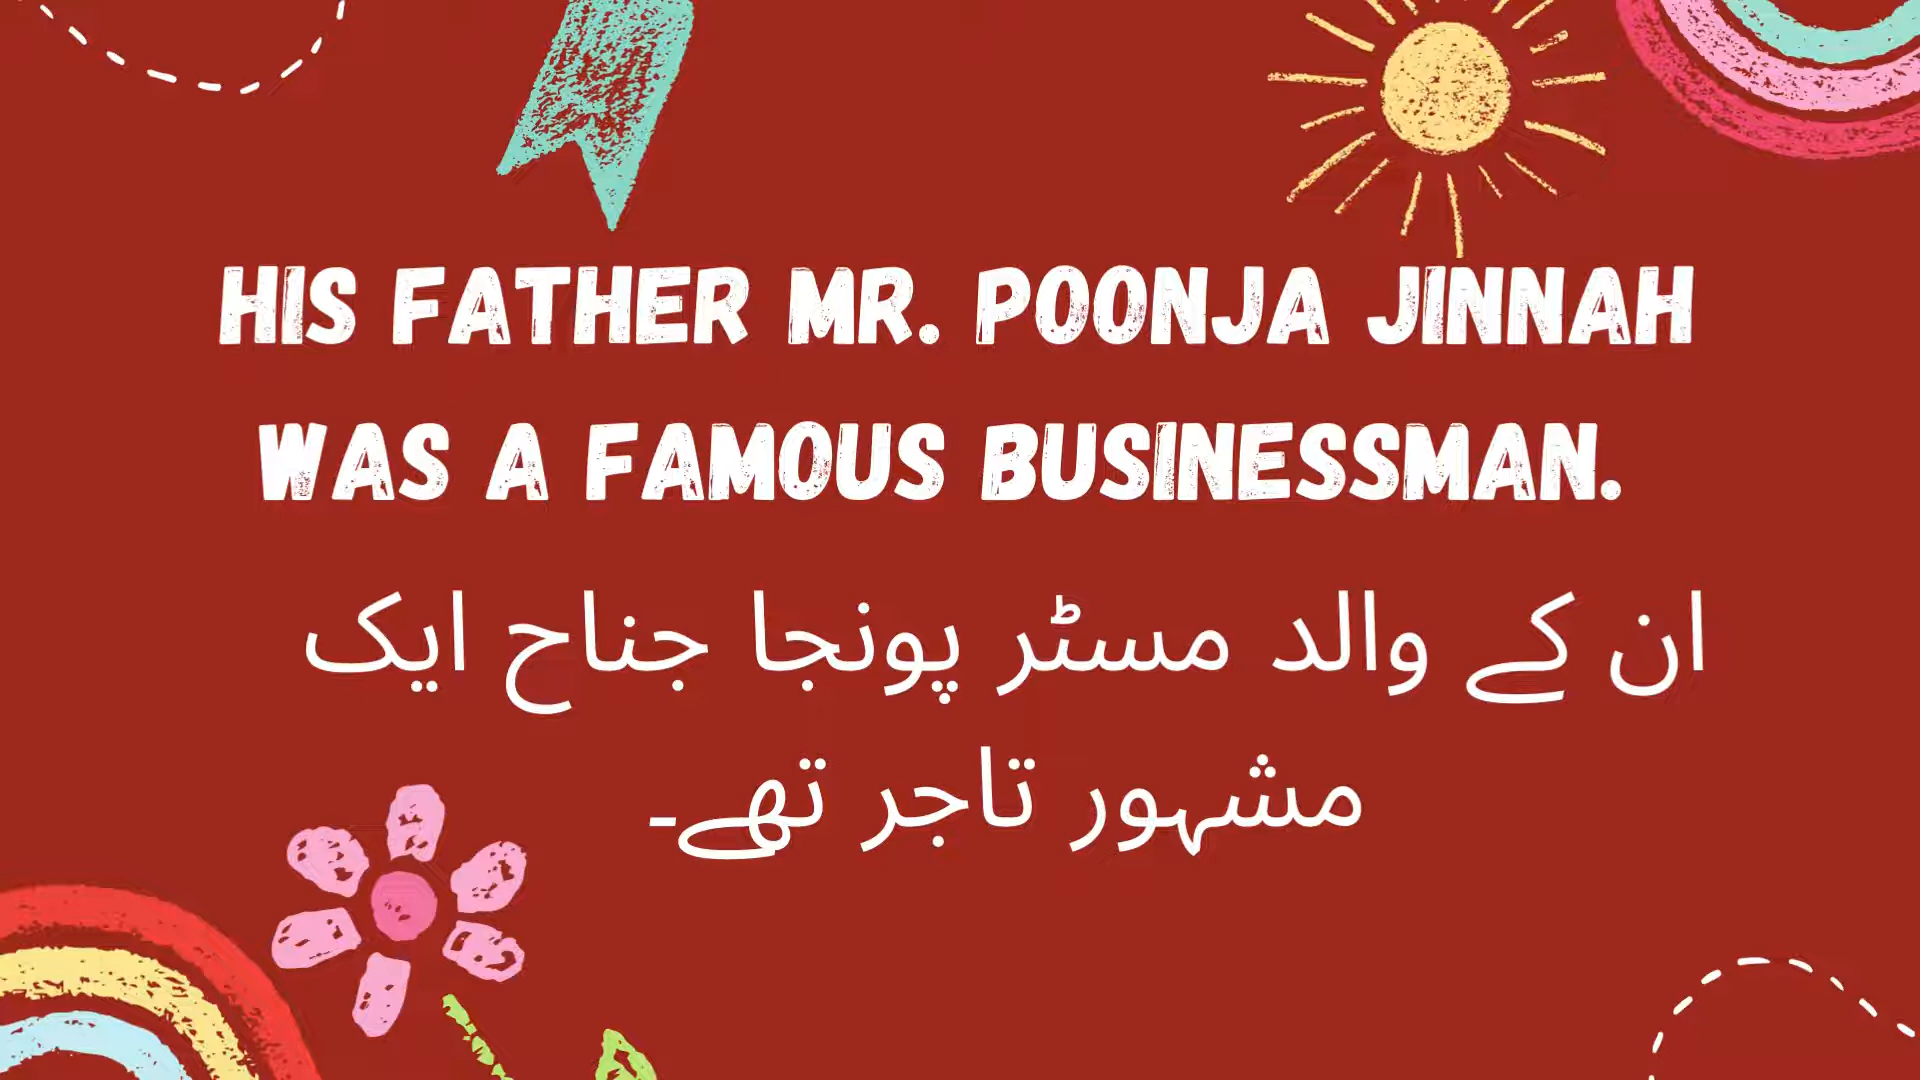 HIS FATHER MR. POONJA JINNAH
WAS A FAMOUS BUSINESSMAN.
ان کے والد مسٹر پونجا جناح ایک
مشہور تاجر تھے۔